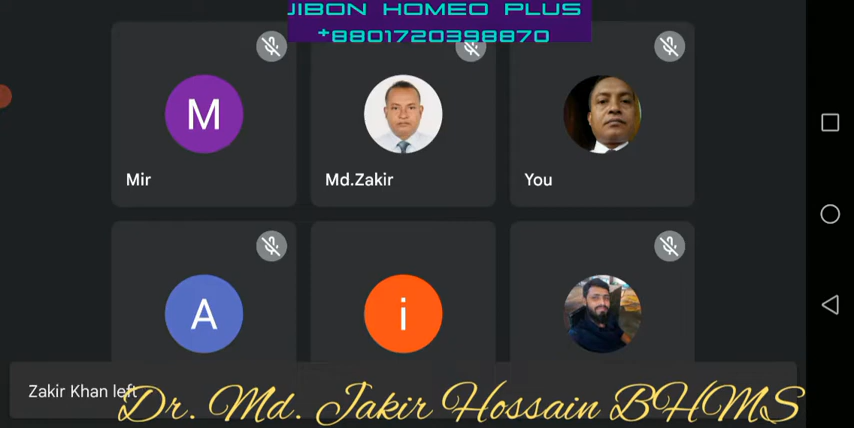 JIBON HOMEO PLUS
+8801720398870
M
Mir
Md.Zakir
You
A
i
Zakir Khan left
Dr. Md. Jakir Hossain BHMS